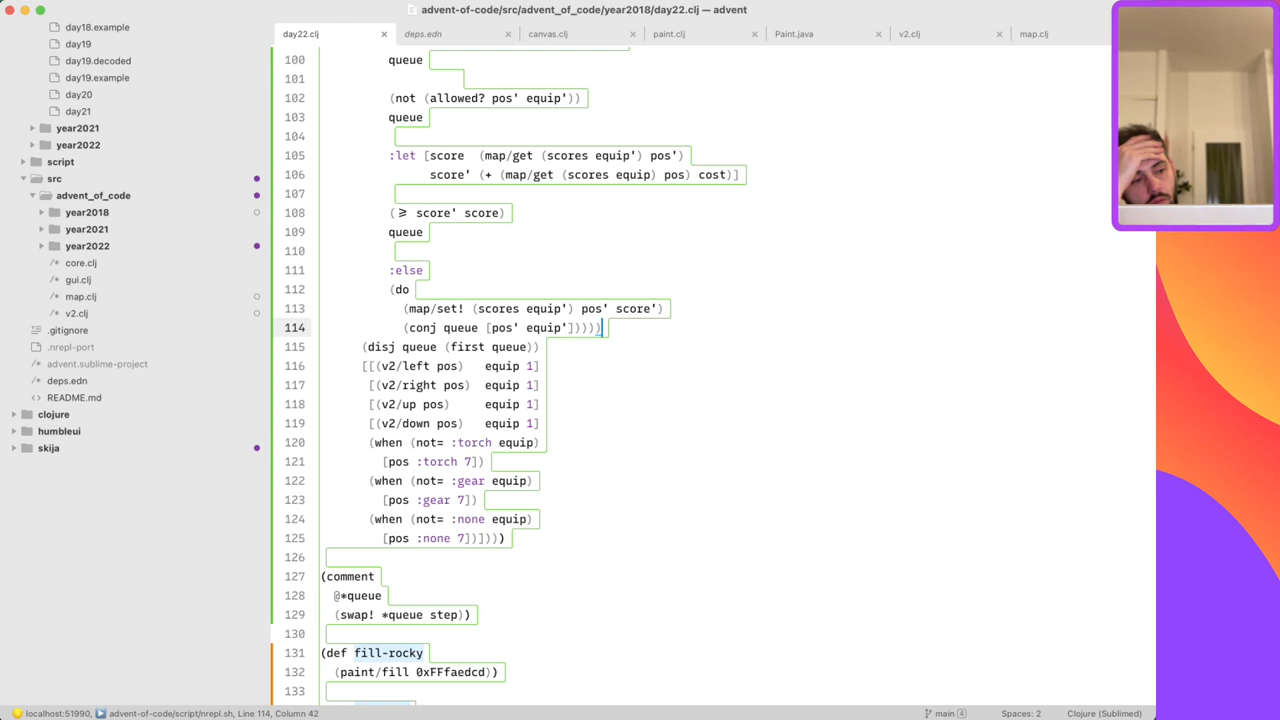 advent-of-code/src/advent_of_code/year2018/day22.clj — advent
day18.example
day19
day19.decoded
day19.example
day20
day21
year2021
year2022
script
src
advent_of_code
year2018
year2021
year2022
core.clj
gui.clj
map.clj
v2.clj
.gitignore
.nrepl-port
advent.sublime-project
deps.edn
README.md
clojure
humbleui
skija
day22.clj × deps.edn × canvas.clj × paint.clj × Paint.java × v2.clj × map.clj
100 queue
101
102 (not (allowed? pos' equip'))
103 queue
104
105 :let [score (map/get (scores equip') pos')
106 score' (+ (map/get (scores equip) pos) cost)]
107
108 (≥ score' score)
109 queue
110
111 :else
112 (do
113 (map/set! (scores equip') pos' score')
114 (conj queue [pos' equip']))))
115 (disj queue (first queue))
116 [[(v2/left pos) equip 1]
117 [(v2/right pos) equip 1]
118 [(v2/up pos) equip 1]
119 [(v2/down pos) equip 1]
120 (when (not= :torch equip)
121 [pos :torch 7])
122 (when (not= :gear equip)
123 [pos :gear 7])
124 (when (not= :none equip)
125 [pos :none 7])])))
126
127 (comment
128 @*queue
129 (swap! *queue step))
130
131 (def fill-rocky
132 (paint/fill 0xFFfaedcd))
133
localhost:51990, advent-of-code/script/nrepl.sh, Line 114, Column 42 main 4 Spaces: 2 Clojure (Sublimed)